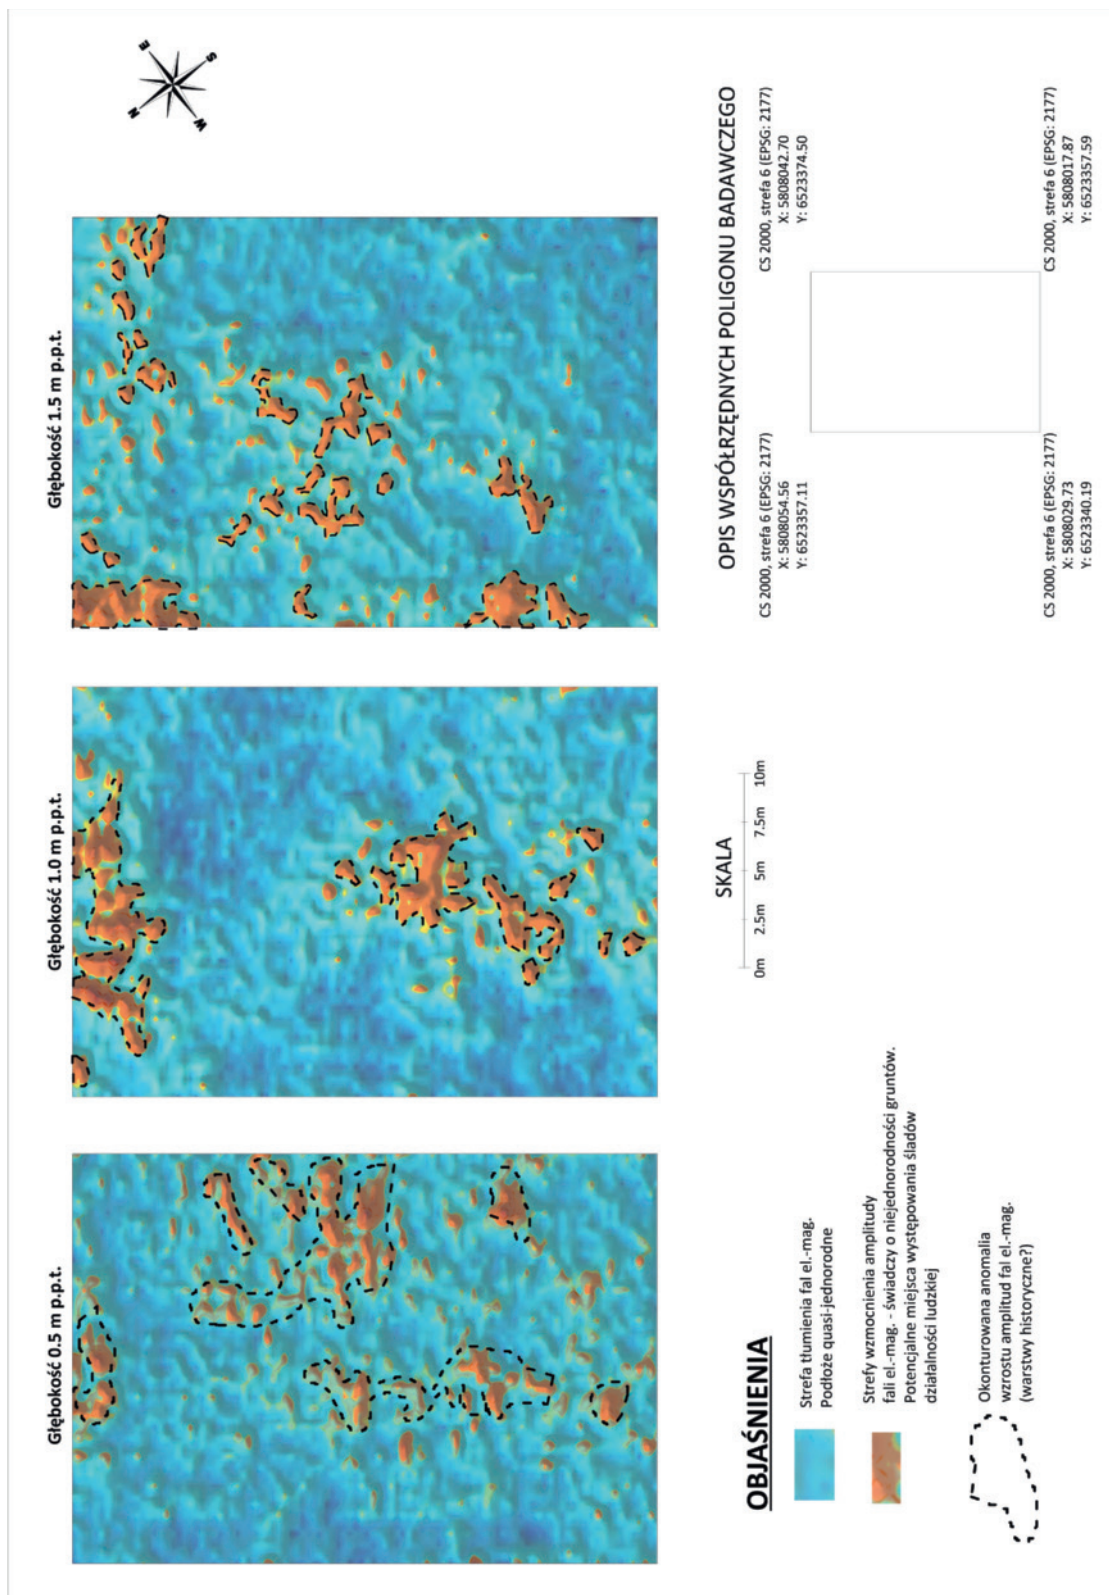 Głębokość 0.5 m p.p.t.
Głębokość 1.0 m p.p.t.
Głębokość 1.5 m p.p.t.
N
E
S
W
OBJAŚNIENIA
Strefa tłumienia fal el.-mag.
Podłoże quasi-jednorodne
Strefy wzmocnienia amplitudy
fali el.-mag. - świadczy o niejednorodności gruntów.
Potencjalne miejsca występowania śladów
działalności ludzkiej
Okonturowana anomalia
wzrostu amplitud fal el.-mag.
(warstwy historyczne?)
SKALA
0m 2.5m 5m 7.5m 10m
OPIS WSPÓŁRZĘDNYCH POLIGONU BADAWCZEGO
CS 2000, strefa 6 (EPSG: 2177)
X: 5808054.56
Y: 6523357.11
CS 2000, strefa 6 (EPSG: 2177)
X: 5808042.70
Y: 6523374.50
CS 2000, strefa 6 (EPSG: 2177)
X: 5808029.73
Y: 6523340.19
CS 2000, strefa 6 (EPSG: 2177)
X: 5808017.87
Y: 6523357.59